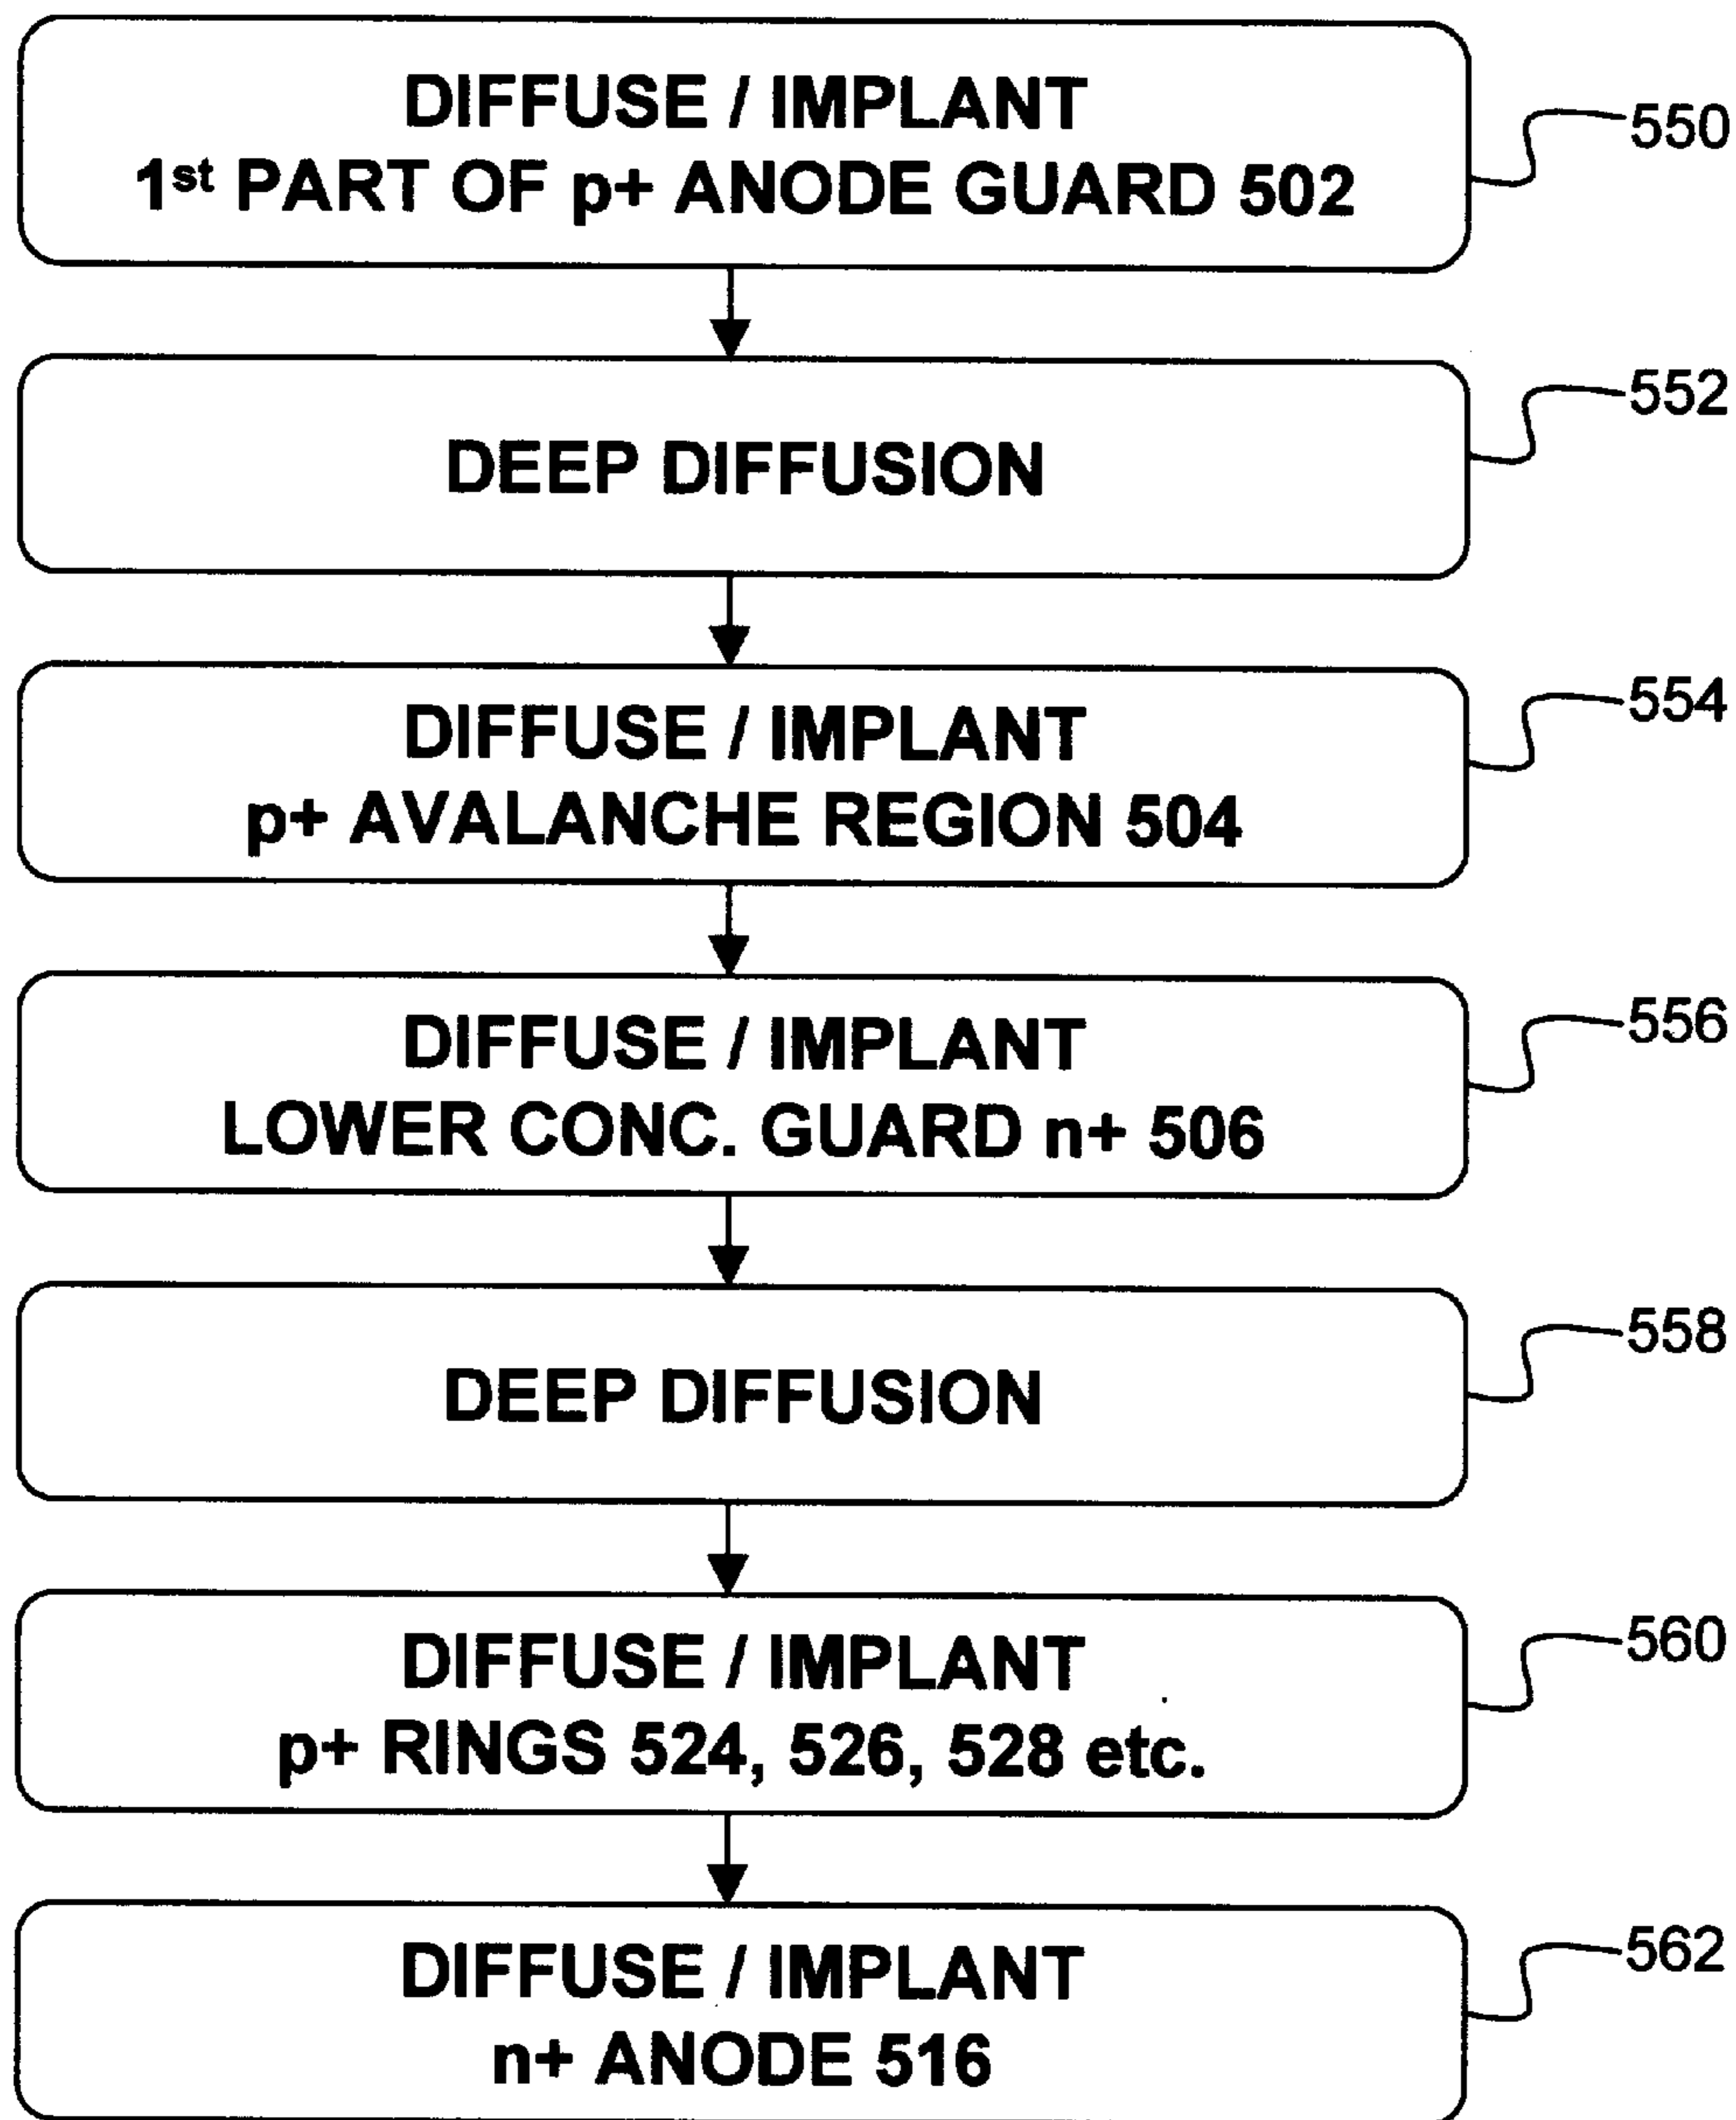 DIFFUSE / IMPLANT
1st PART OF p+ ANODE GUARD 502
550
DEEP DIFFUSION
552
DIFFUSE / IMPLANT
p+ AVALANCHE REGION 504
554
DIFFUSE / IMPLANT
LOWER CONC. GUARD n+ 506
556
DEEP DIFFUSION
558
DIFFUSE / IMPLANT
p+ RINGS 524, 526, 528 etc.
560
DIFFUSE / IMPLANT
n+ ANODE 516
562